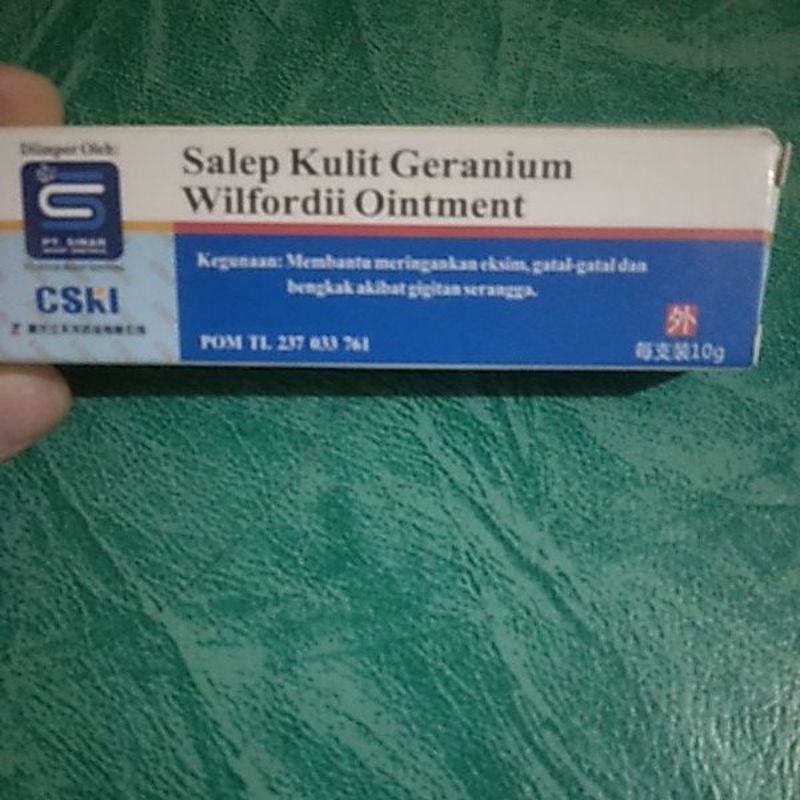 Diimpor Oleh:
Salep Kulit Geranium
Wilfordii Ointment
PT. SINAR
Kegunaan: Membantu meringankan eksim, gatal-gatal dan
bengkak akibat gigitan serangga.
CSKI
POM TI. 237 033 761
外
每支装10g